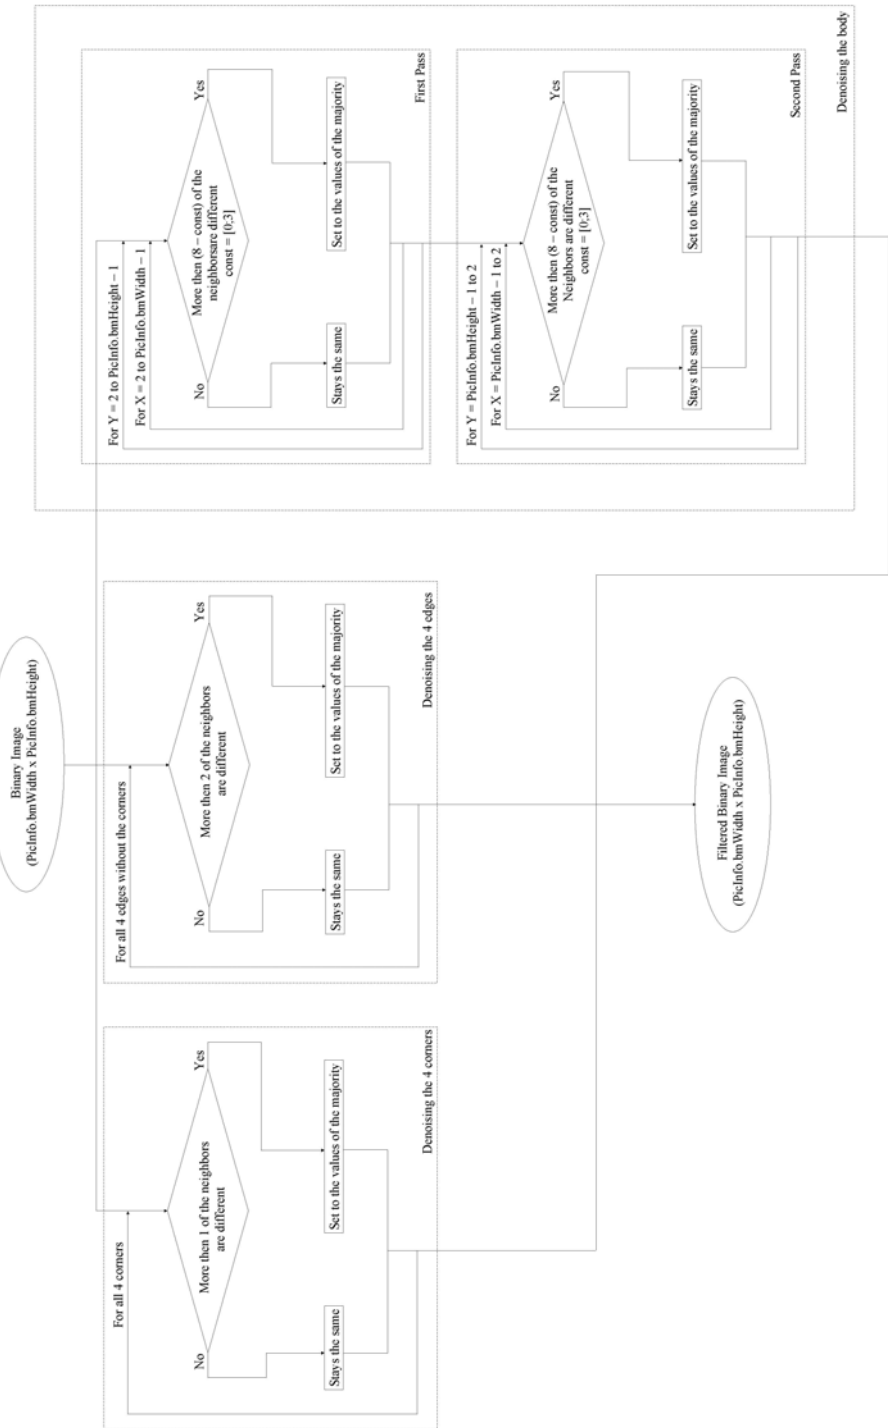 Binary Image
(PicInfo.bmWidth x PicInfo.bmHeight)
For all 4 corners
More then 1 of the neighbors
are different
No
Yes
Stays the same
Set to the values of the majority
Denoising the 4 corners
For all 4 edges without the corners
More then 2 of the neighbors
are different
No
Yes
Stays the same
Set to the values of the majority
Denoising the 4 edges
For Y = 2 to PicInfo.bmHeight – 1
For X = 2 to PicInfo.bmWidth – 1
More then (8 – const) of the
neighborsare different
const = [0;3]
No
Yes
Stays the same
Set to the values of the majority
First Pass
For Y = PicInfo.bmHeight – 1 to 2
For X = PicInfo.bmWidth – 1 to 2
More then (8 – const) of the
Neighbors are different
const = [0;3]
No
Yes
Stays the same
Set to the values of the majority
Second Pass
Denoising the body
Filtered Binary Image
(PicInfo.bmWidth x PicInfo.bmHeight)